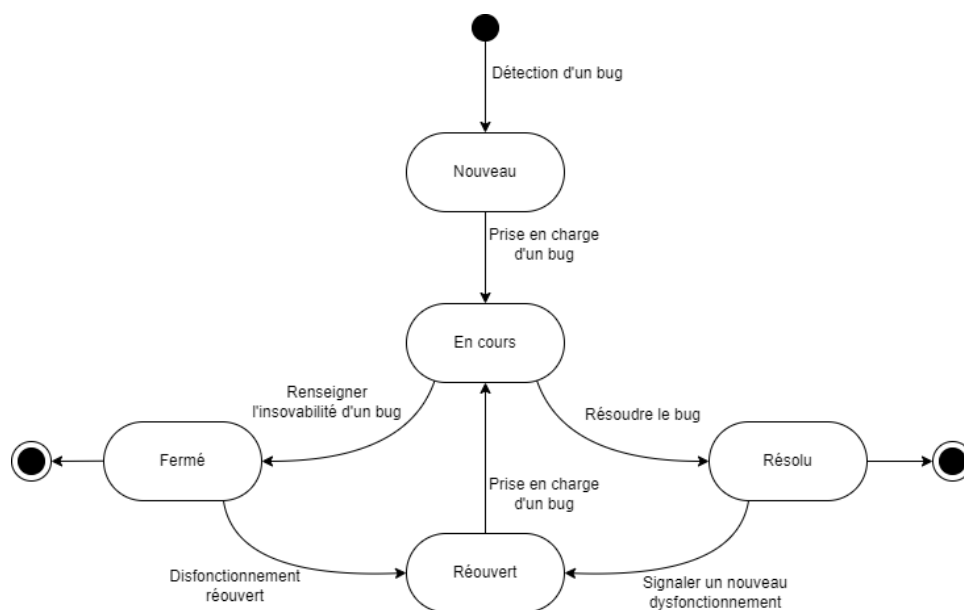 Détection d'un bug
Nouveau
Prise en charge
d'un bug
En cours
Renseigner
l'insovabilité d'un bug
Résoudre le bug
Fermé
Résolu
Prise en charge
d'un bug
Réouvert
Disfonctionnement
réouvert
Signaler un nouveau
dysfonctionnement